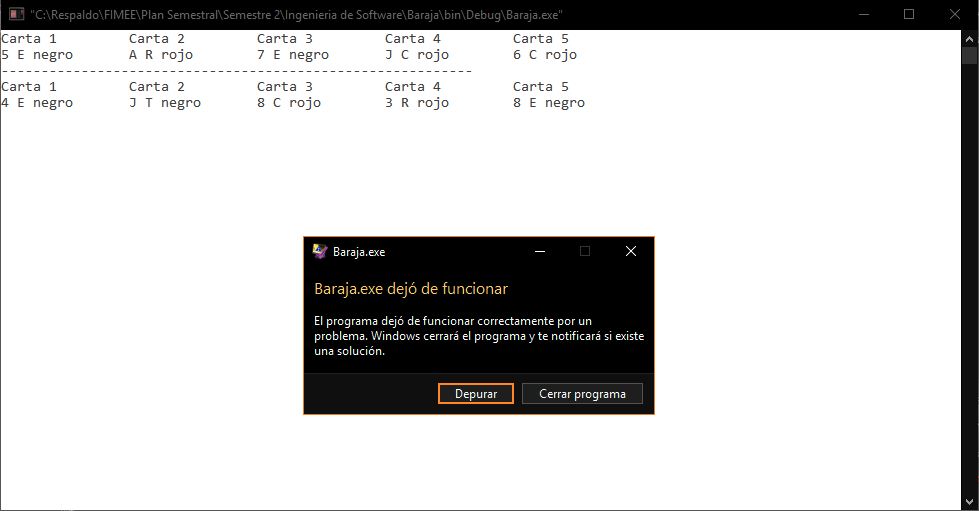 "C:\Respaldo\FIMEE\Plan Semestral\Semestre 2\Ingenieria de Software\Baraja\bin\Debug\Baraja.exe"
Carta 1 Carta 2 Carta 3 Carta 4 Carta 5
5 E negro A R rojo 7 E negro J C rojo 6 C rojo
-----------------------------------------------------------
Carta 1 Carta 2 Carta 3 Carta 4 Carta 5
4 E negro J T negro 8 C rojo 3 R rojo 8 E negro
Baraja.exe
Baraja.exe dejó de funcionar
El programa dejó de funcionar correctamente por un
problema. Windows cerrará el programa y te notificará si existe
una solución.
Depurar Cerrar programa